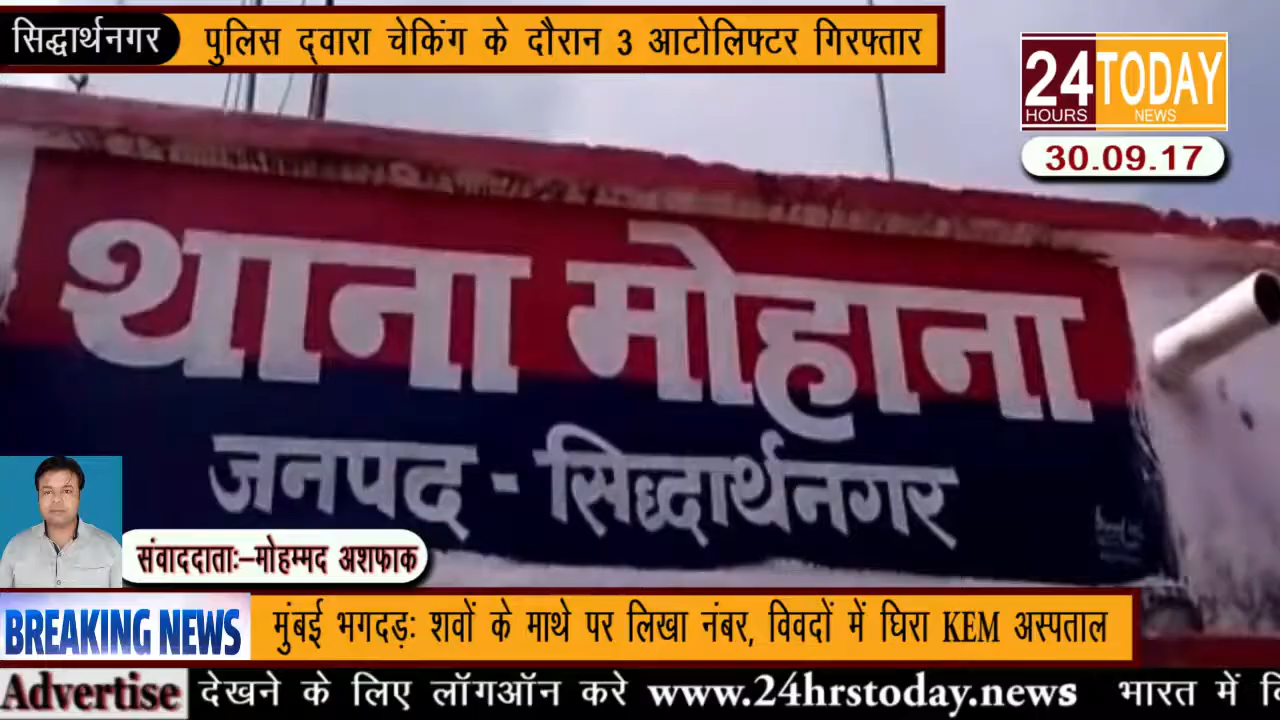 सिद्धार्थनगर
पुलिस द्वारा चेकिंग के दौरान 3 आटोलिफ्टर गिरफ्तार
24 TODAY
HOURS NEWS
30.09.17
थाना मोहाना
जनपद - सिद्धार्थनगर
संवाददाताः–मोहम्मद अशफाक
BREAKING NEWS
मुंबई भगदड़ः शवों के माथे पर लिखा नंबर, विवदों में घिरा KEM अस्पताल
Advertise देखने के लिए लॉगऑन करे www.24hrstoday.news भारत में